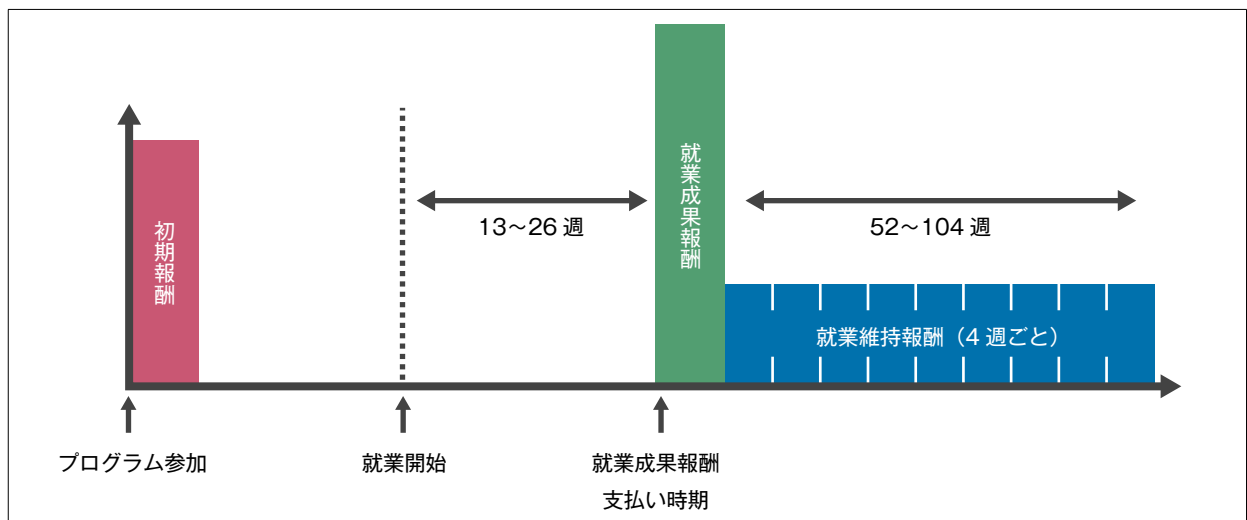 初期報酬
就業成果報酬
13〜26 週
52〜104 週
就業維持報酬（4 週ごと）
プログラム参加
就業開始
就業成果報酬
支払い時期